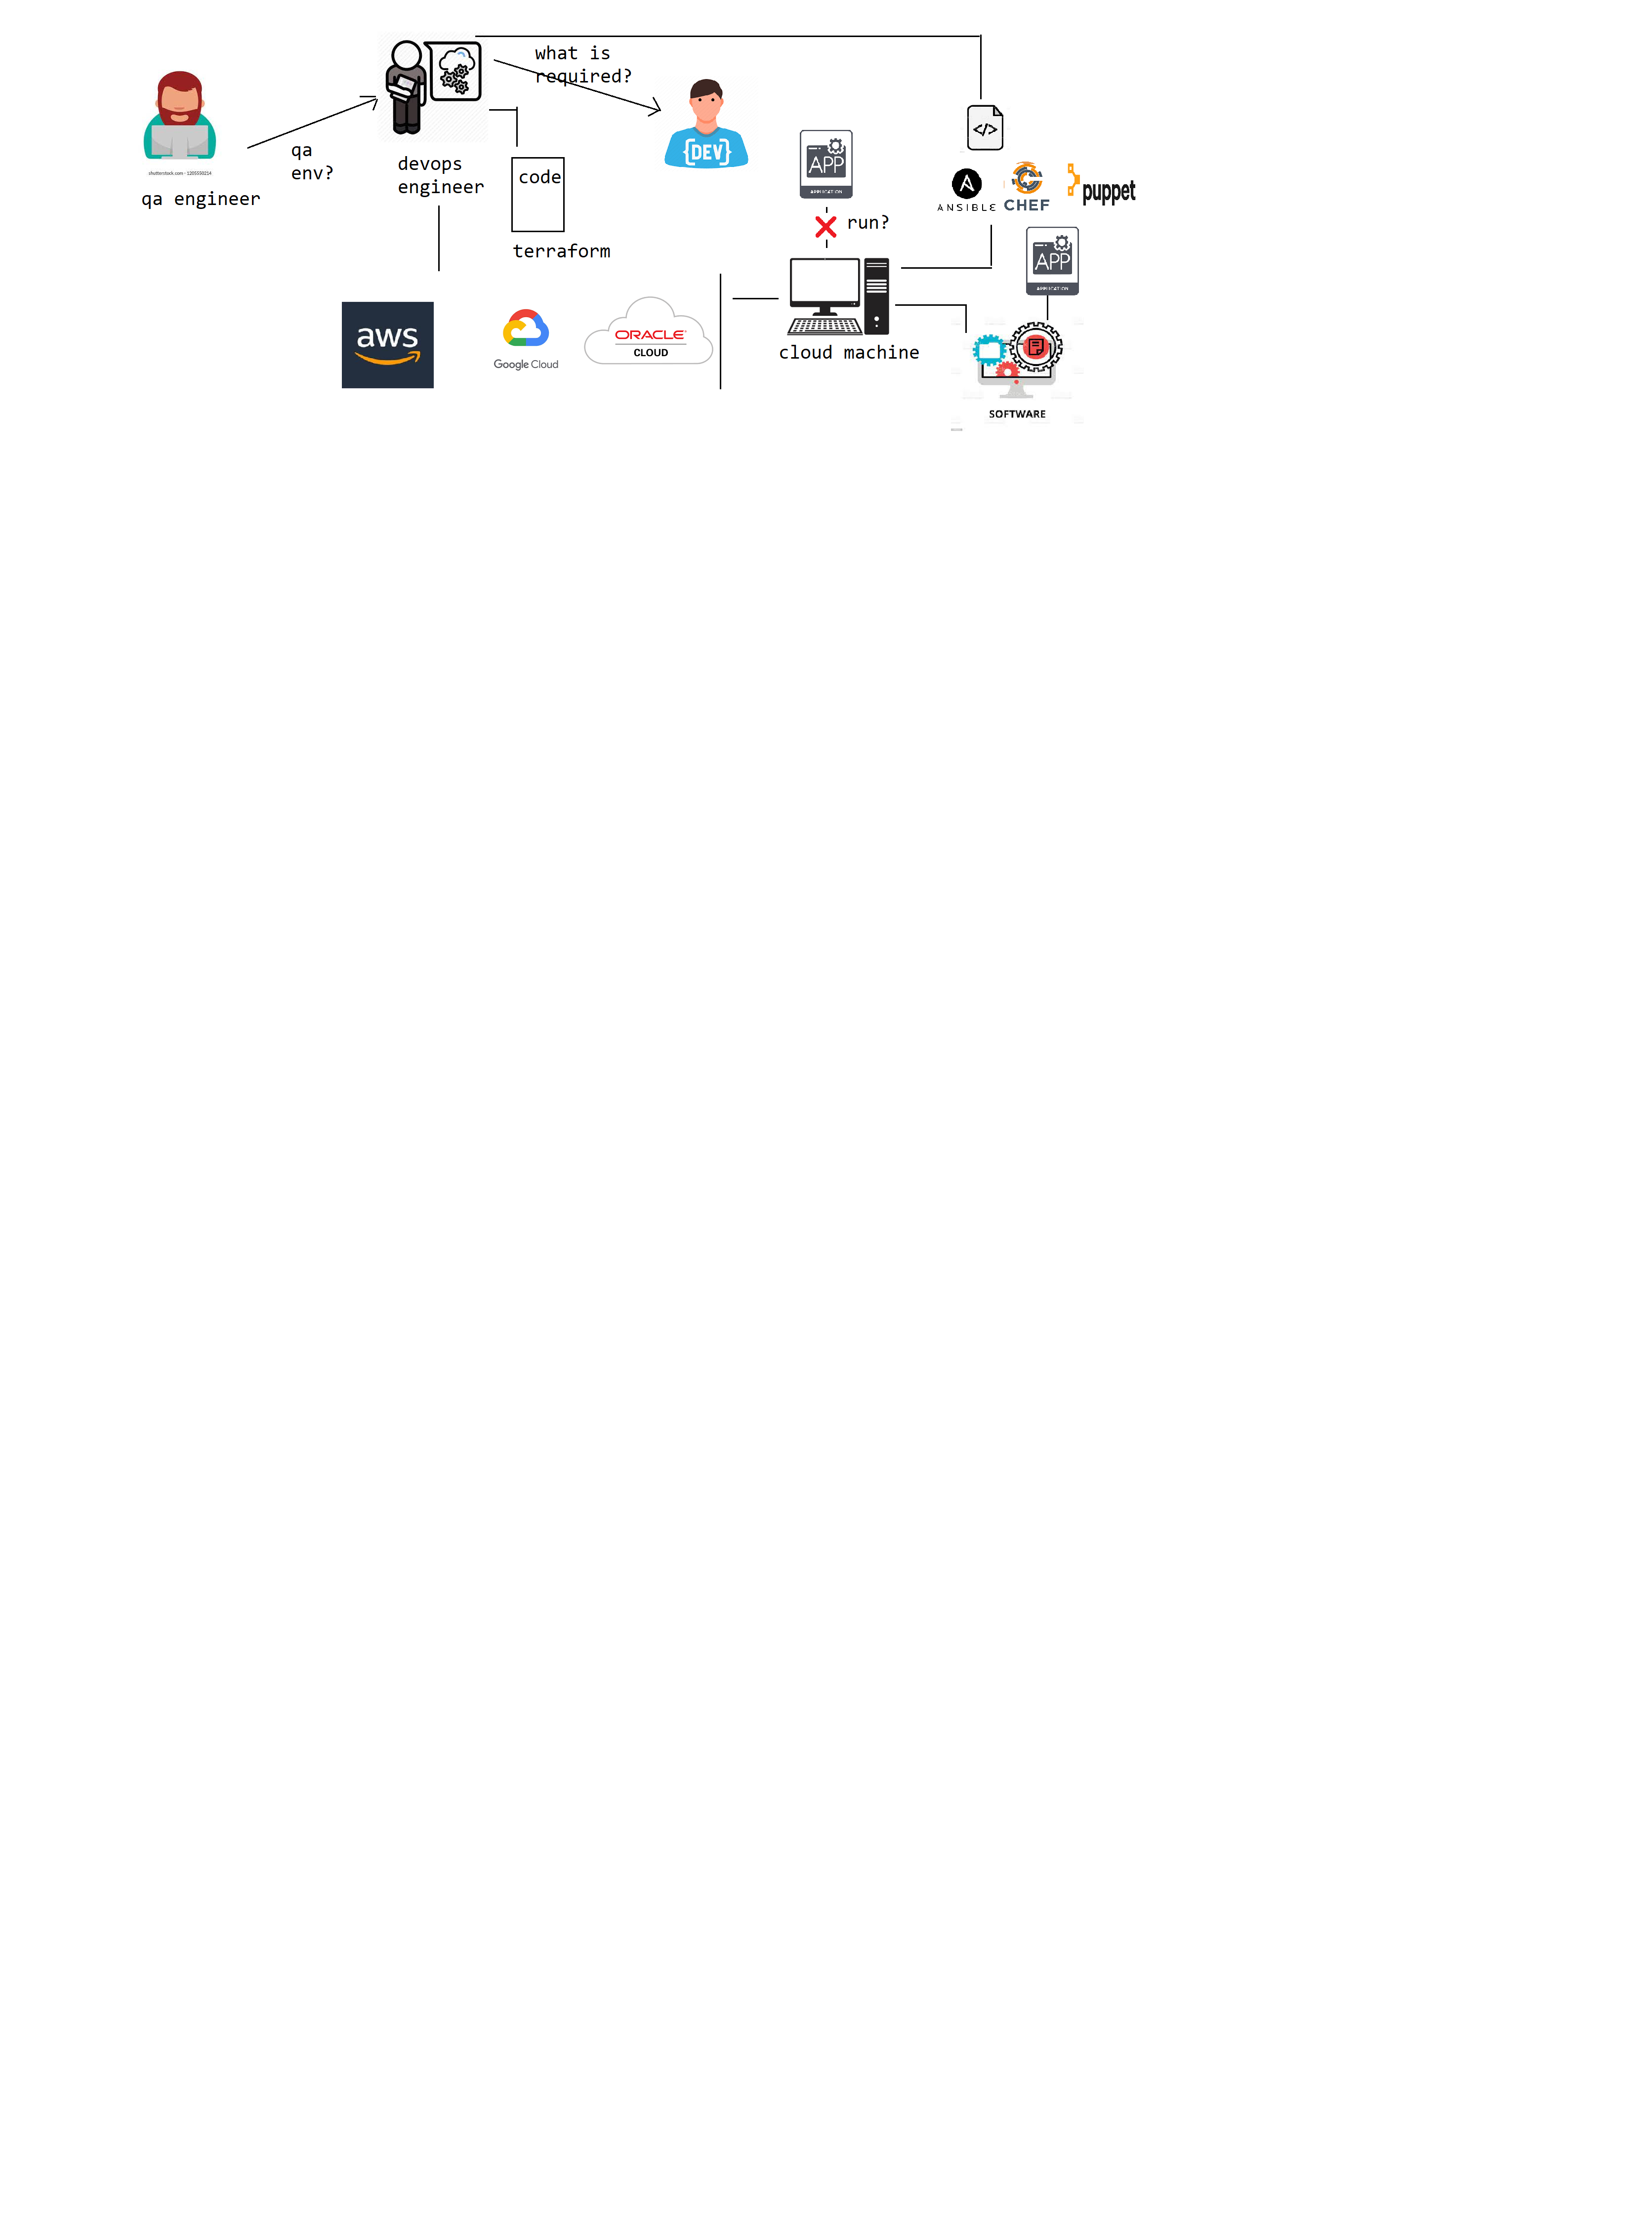 what is
required?
{DEV}
qa
env?
shutterstock.com · 1205593214
qa engineer
devops
engineer
code
terraform
APP
APPLICATION
run?
</>
ANSIBLE
CHEF
puppet
APP
APPLICATION
aws
Google Cloud
ORACLE
CLOUD
cloud machine
SOFTWARE